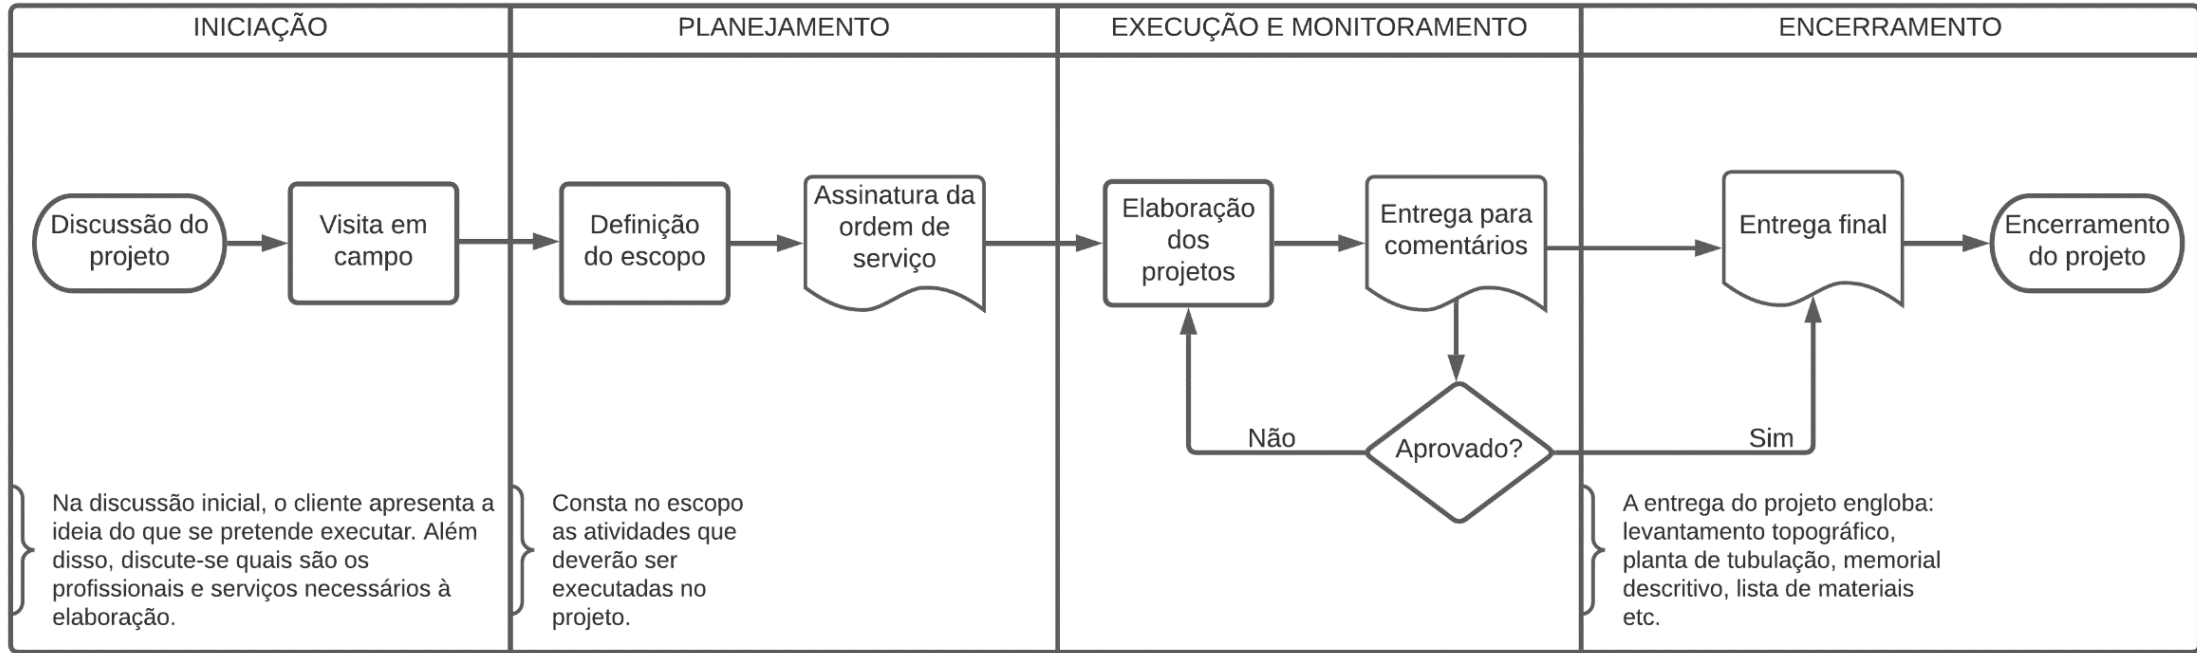 INICIAÇÃO
PLANEJAMENTO
EXECUÇÃO E MONITORAMENTO
ENCERRAMENTO
Discussão do
projeto
Visita em
campo
Definição
do escopo
Assinatura da
ordem de
serviço
Elaboração
dos
projetos
Entrega para
comentários
Entrega final
Encerramento
do projeto
Não
Aprovado?
Sim
Na discussão inicial, o cliente apresenta a
ideia do que se pretende executar. Além
disso, discute-se quais são os
profissionais e serviços necessários à
elaboração.
Consta no escopo
as atividades que
deverão ser
executadas no
projeto.
A entrega do projeto engloba:
levantamento topográfico,
planta de tubulação, memorial
descritivo, lista de materiais
etc.